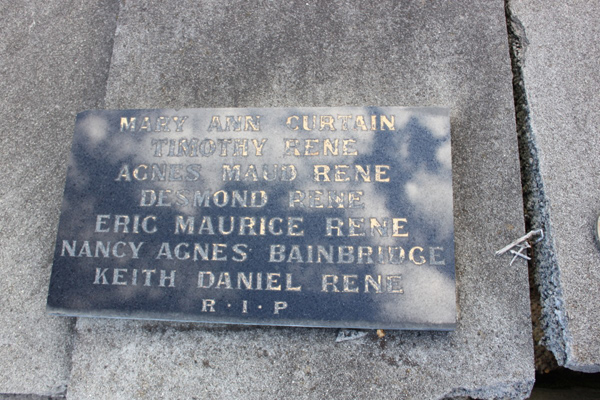 MARY ANN CURTAIN
TIMOTHY RENE
AGNES MAUD RENE
DESMOND RENE
ERIC MAURICE RENE
NANCY AGNES BAINBRIDGE
KEITH DANIEL RENE
R·I·P